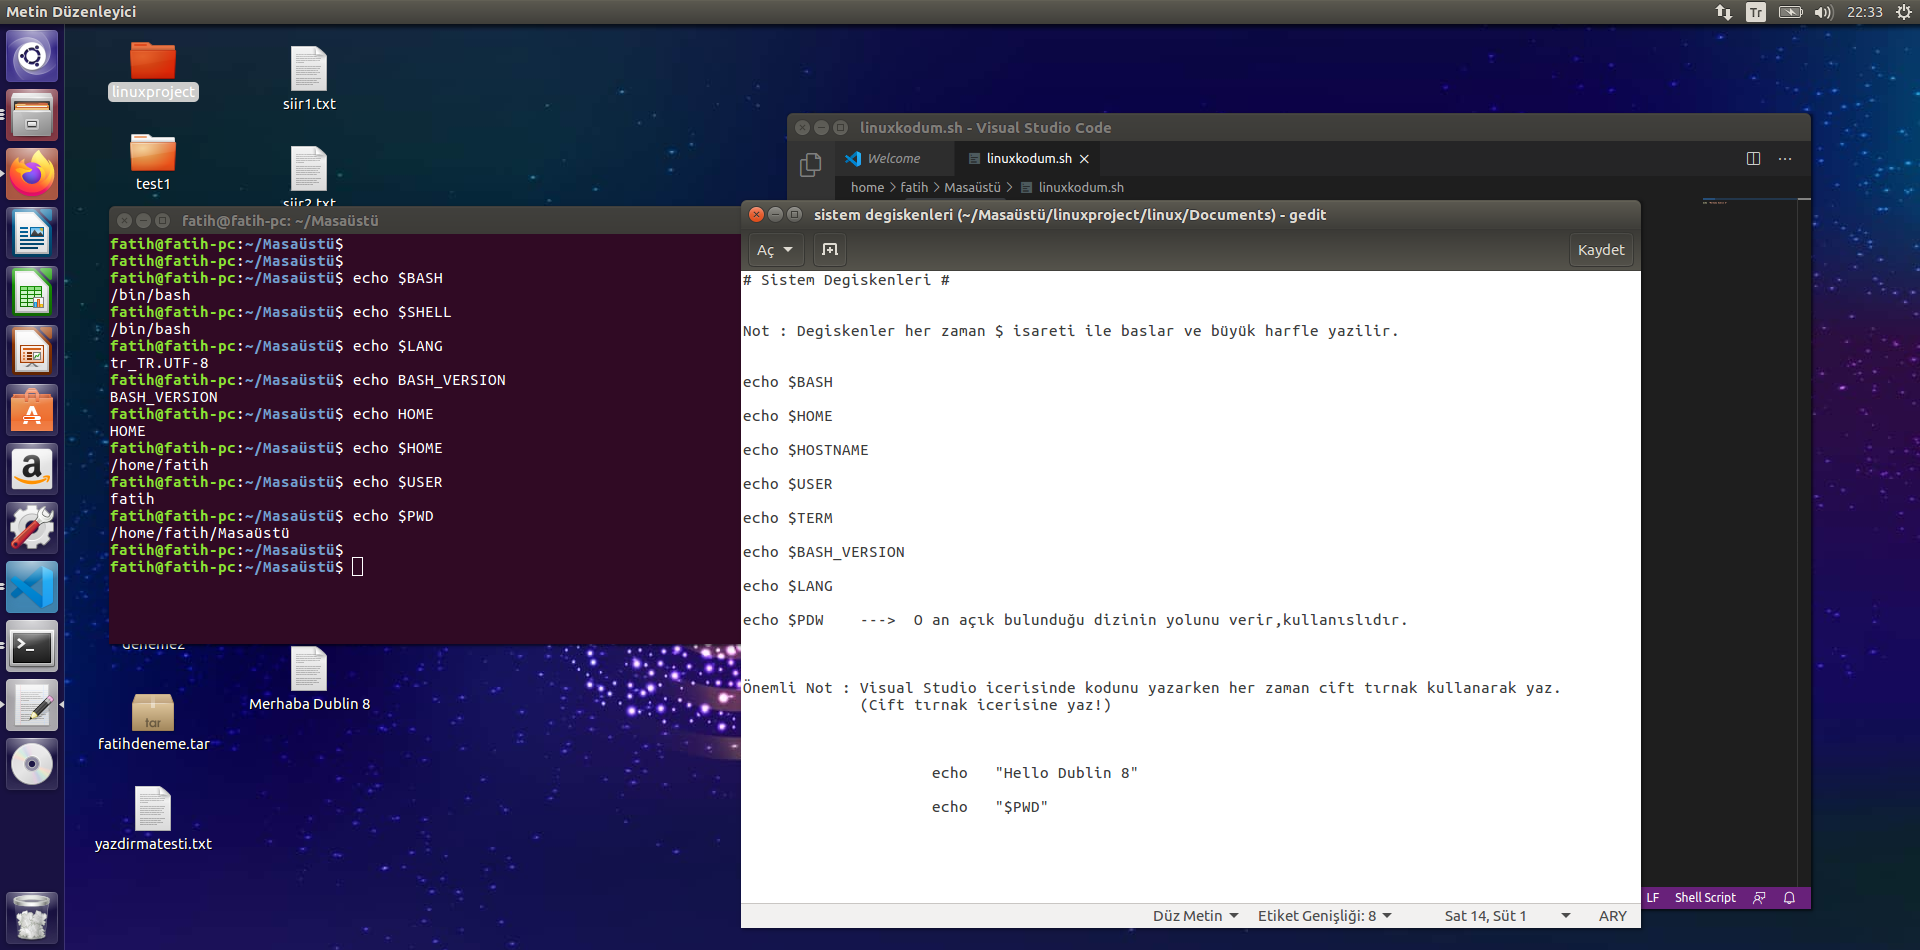 Metin Düzenleyici
Tr
22:33
linuxproject
siir1.txt
test1
siir2.txt
linuxkodum.sh - Visual Studio Code
Welcome
linuxkodum.sh
home > fatih > Masaüstü > linuxkodum.sh
fatih@fatih-pc: ~/Masaüstü
fatih@fatih-pc:~/Masaüstü$
fatih@fatih-pc:~/Masaüstü$
fatih@fatih-pc:~/Masaüstü$ echo $BASH
/bin/bash
fatih@fatih-pc:~/Masaüstü$ echo $SHELL
/bin/bash
fatih@fatih-pc:~/Masaüstü$ echo $LANG
tr_TR.UTF-8
fatih@fatih-pc:~/Masaüstü$ echo BASH_VERSION
BASH_VERSION
fatih@fatih-pc:~/Masaüstü$ echo HOME
HOME
fatih@fatih-pc:~/Masaüstü$ echo $HOME
/home/fatih
fatih@fatih-pc:~/Masaüstü$ echo $USER
fatih
fatih@fatih-pc:~/Masaüstü$ echo $PWD
/home/fatih/Masaüstü
fatih@fatih-pc:~/Masaüstü$
fatih@fatih-pc:~/Masaüstü$
sistem degiskenleri (~/Masaüstü/linuxproject/linux/Documents) - gedit
Aç
Kaydet
# Sistem Degiskenleri #
Not : Degiskenler her zaman $ isareti ile baslar ve büyük harfle yazilir.
echo $BASH
echo $HOME
echo $HOSTNAME
echo $USER
echo $TERM
echo $BASH_VERSION
echo $LANG
echo $PDW    --->  O an açık bulunduğu dizinin yolunu verir,kullanıslıdır.
Önemli Not : Visual Studio icerisinde kodunu yazarken her zaman cift tırnak kullanarak yaz.
(Cift tırnak icerisine yaz!)
echo   "Hello Dublin 8"
echo   "$PWD"
Düz Metin
Etiket Genişliği: 8
Sat 14, Süt 1
ARY
LF
Shell Script
deneme2
Merhaba Dublin 8
tar
fatihdeneme.tar
yazdirmatesti.txt